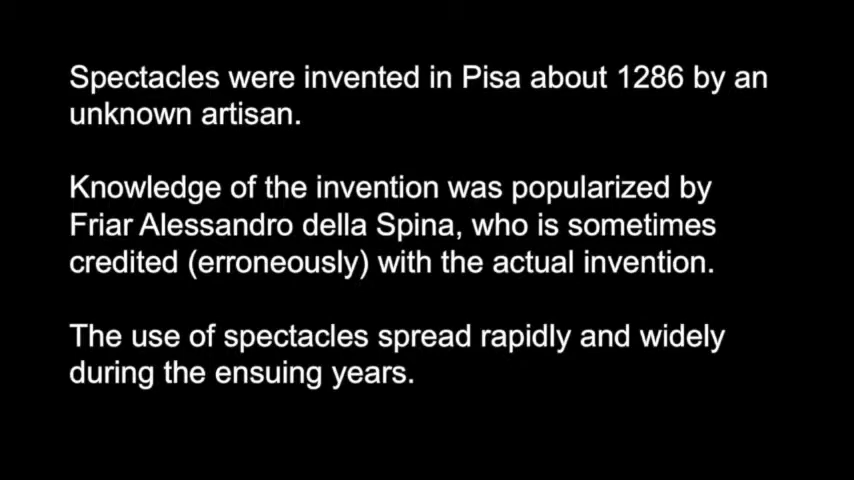 Spectacles were invented in Pisa about 1286 by an
unknown artisan.
Knowledge of the invention was popularized by
Friar Alessandro della Spina, who is sometimes
credited (erroneously) with the actual invention.
The use of spectacles spread rapidly and widely
during the ensuing years.